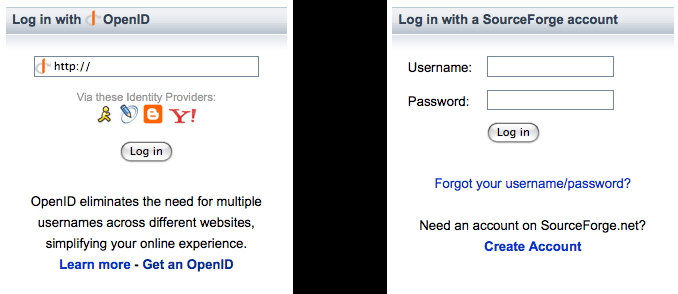 Log in with OpenID
http://
Via these Identity Providers:
Y!
Log in
OpenID eliminates the need for multiple
usernames across different websites,
simplifying your online experience.
Learn more - Get an OpenID
Log in with a SourceForge account
Username:
Password:
Log in
Forgot your username/password?
Need an account on SourceForge.net?
Create Account